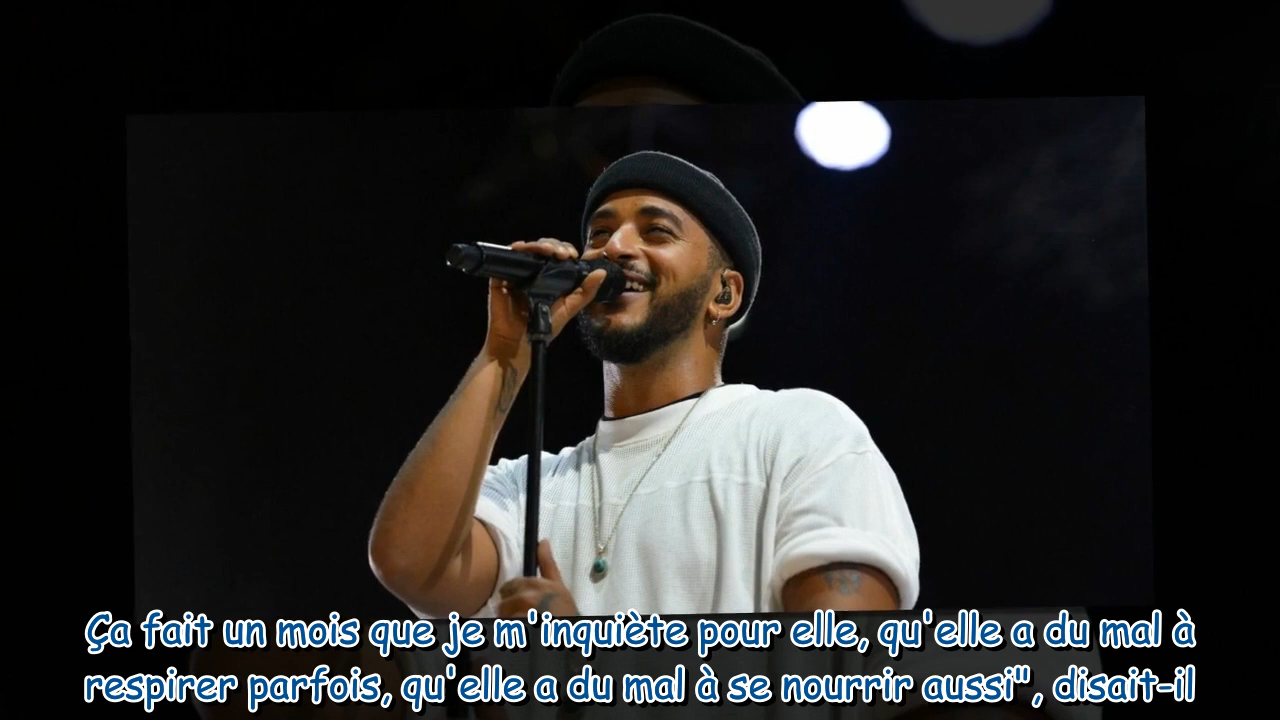 Ça fait un mois que je m'inquiète pour elle, qu'elle a du mal à
respirer parfois, qu'elle a du mal à se nourrir aussi", disait-il